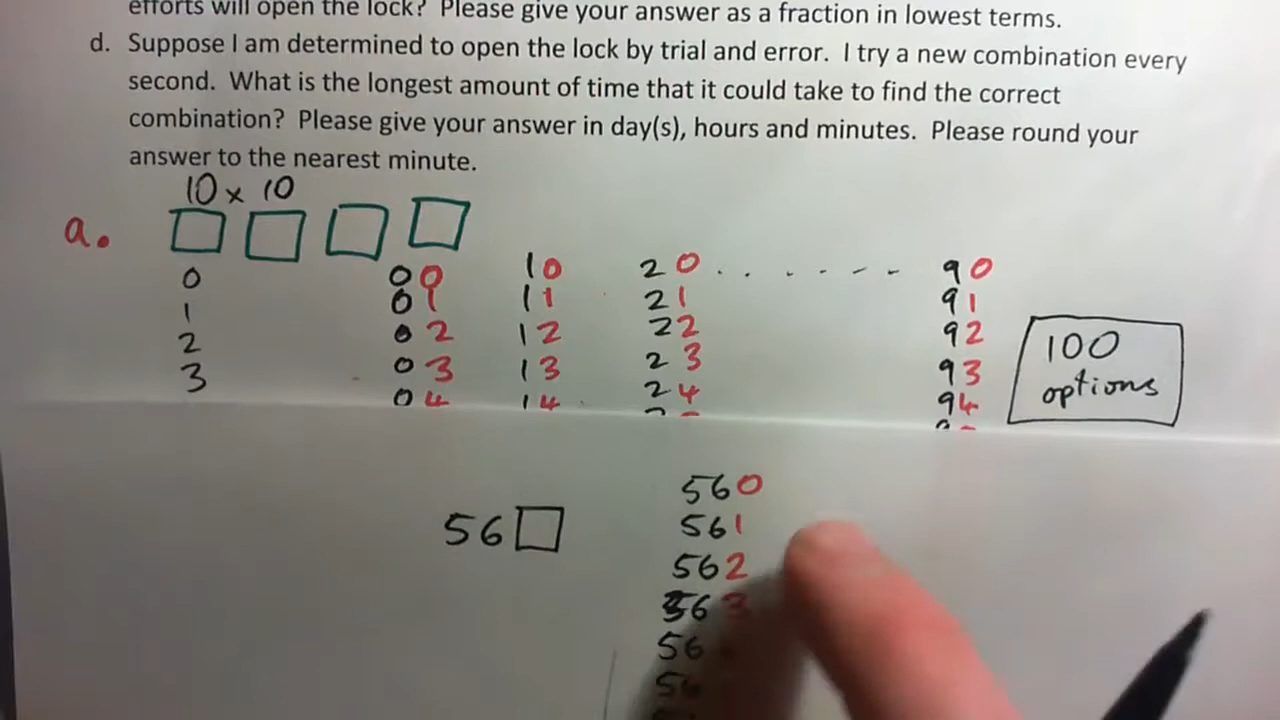 efforts will open the lock? Please give your answer as a fraction in lowest terms.
d. Suppose I am determined to open the lock by trial and error. I try a new combination every
second. What is the longest amount of time that it could take to find the correct
combination? Please give your answer in day(s), hours and minutes. Please round your
answer to the nearest minute.
10 x 10
a.
0 00 10 20 . . . . . - - 90
1 01 11 21 91
2 02 12 22 92
3 03 13 23 93
04 14 24 94
100
options
56
560
561
562
563
56
56